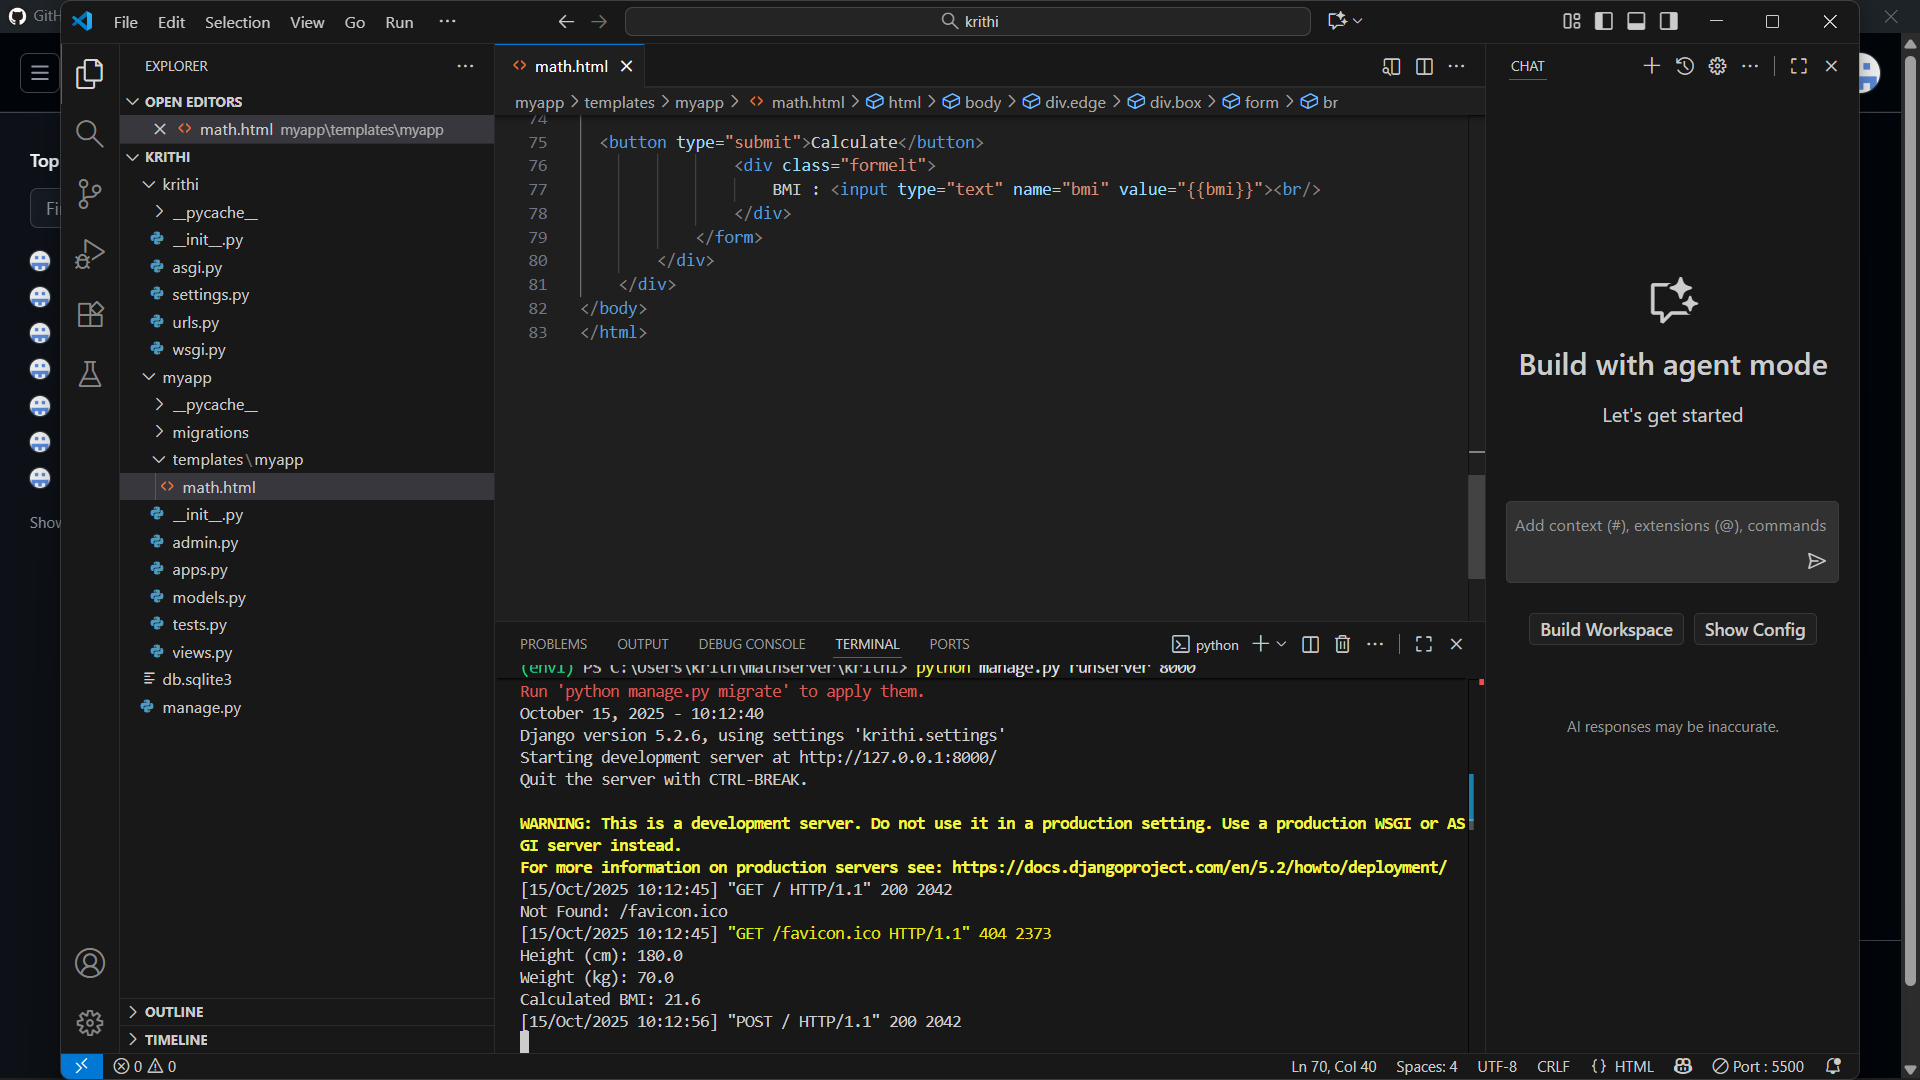 GitH
File Edit Selection View Go Run ···
krithi
Top
Fi
Show
EXPLORER
OPEN EDITORS
math.html myapp\templates\myapp
KRITHI
krithi
__pycache__
__init__.py
asgi.py
settings.py
urls.py
wsgi.py
myapp
__pycache__
migrations
templates\myapp
math.html
__init__.py
admin.py
apps.py
models.py
tests.py
views.py
db.sqlite3
manage.py
OUTLINE
TIMELINE
math.html
myapp > templates > myapp > math.html > html > body > div.edge > div.box > form > br
74
75 <button type="submit">Calculate</button>
76 <div class="formelt">
77 BMI : <input type="text" name="bmi" value="{{bmi}}"><br/>
78 </div>
79 </form>
80 </div>
81 </div>
82 </body>
83 </html>
PROBLEMS OUTPUT DEBUG CONSOLE TERMINAL PORTS
python
(env1) PS C:\Users\krith\mathserver\krithi> python manage.py runserver 8000
Run 'python manage.py migrate' to apply them.
October 15, 2025 - 10:12:40
Django version 5.2.6, using settings 'krithi.settings'
Starting development server at http://127.0.0.1:8000/
Quit the server with CTRL-BREAK.
WARNING: This is a development server. Do not use it in a production setting. Use a production WSGI or AS
GI server instead.
For more information on production servers see: https://docs.djangoproject.com/en/5.2/howto/deployment/
[15/Oct/2025 10:12:45] "GET / HTTP/1.1" 200 2042
Not Found: /favicon.ico
[15/Oct/2025 10:12:45] "GET /favicon.ico HTTP/1.1" 404 2373
Height (cm): 180.0
Weight (kg): 70.0
Calculated BMI: 21.6
[15/Oct/2025 10:12:56] "POST / HTTP/1.1" 200 2042
CHAT
Build with agent mode
Let's get started
Add context (#), extensions (@), commands
Build Workspace Show Config
AI responses may be inaccurate.
0 0
Ln 70, Col 40 Spaces: 4 UTF-8 CRLF {} HTML Port : 5500